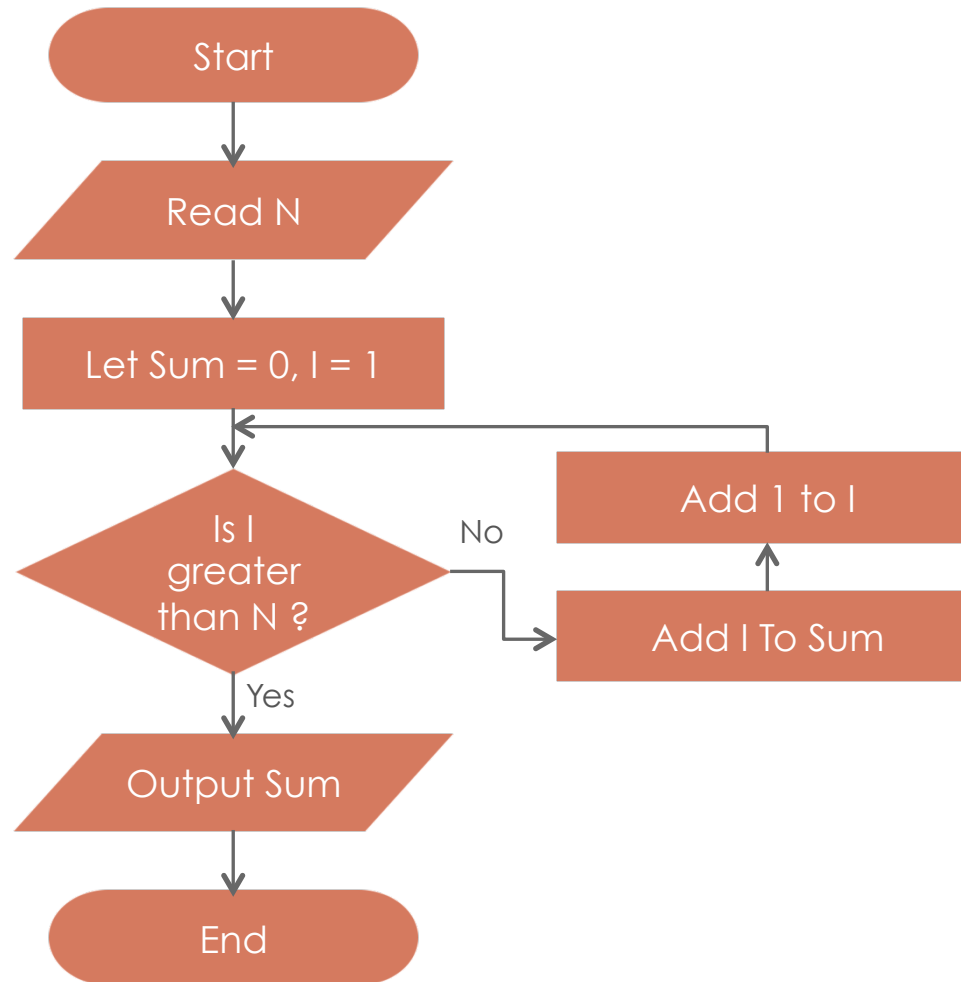 Start
Read N
Let Sum = 0, I = 1
Is I
greater
than N ?
No
Add 1 to I
Add I To Sum
Yes
Output Sum
End